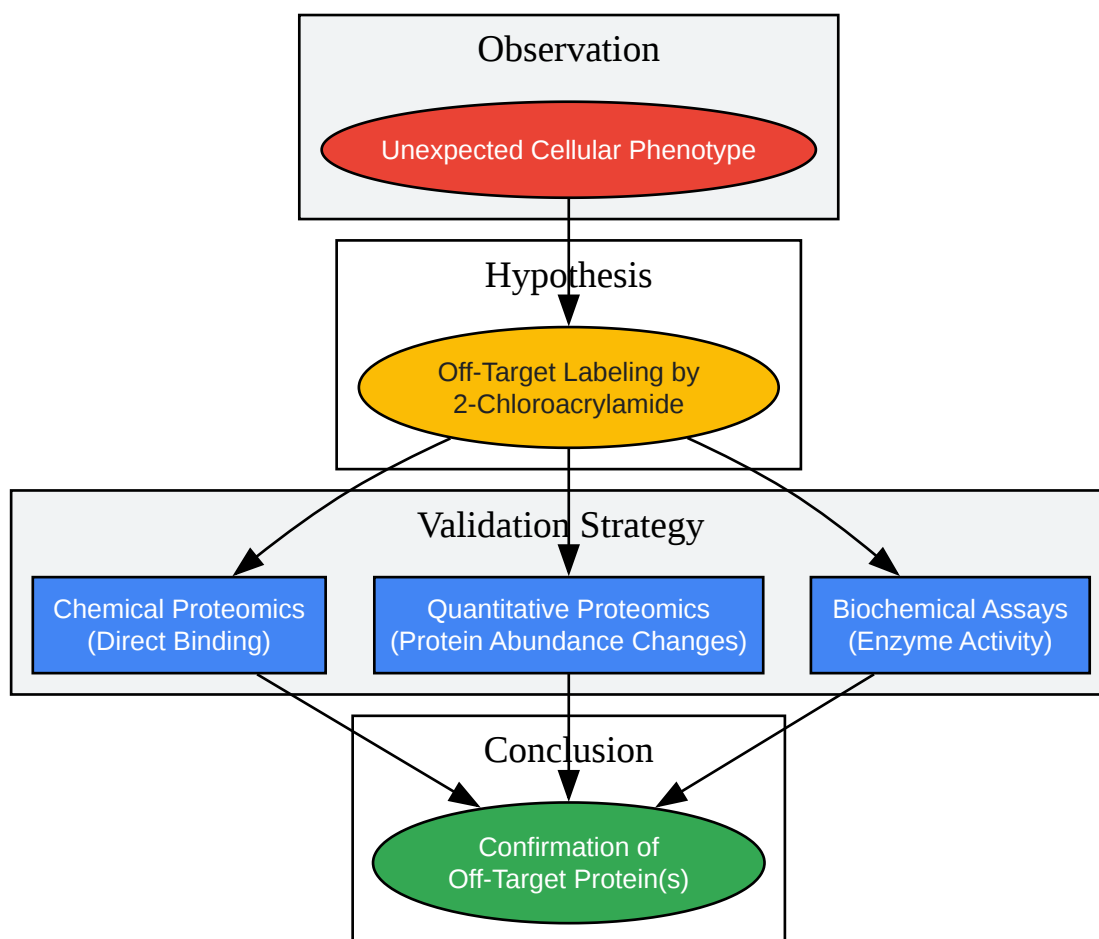 Observation
Unexpected Cellular Phenotype
Hypothesis
Off-Target Labeling by
2-Chloroacrylamide
Validation Strategy
Chemical Proteomics
(Direct Binding)
Quantitative Proteomics
(Protein Abundance Changes)
Biochemical Assays
(Enzyme Activity)
Conclusion
Confirmation of
Off-Target Protein(s)